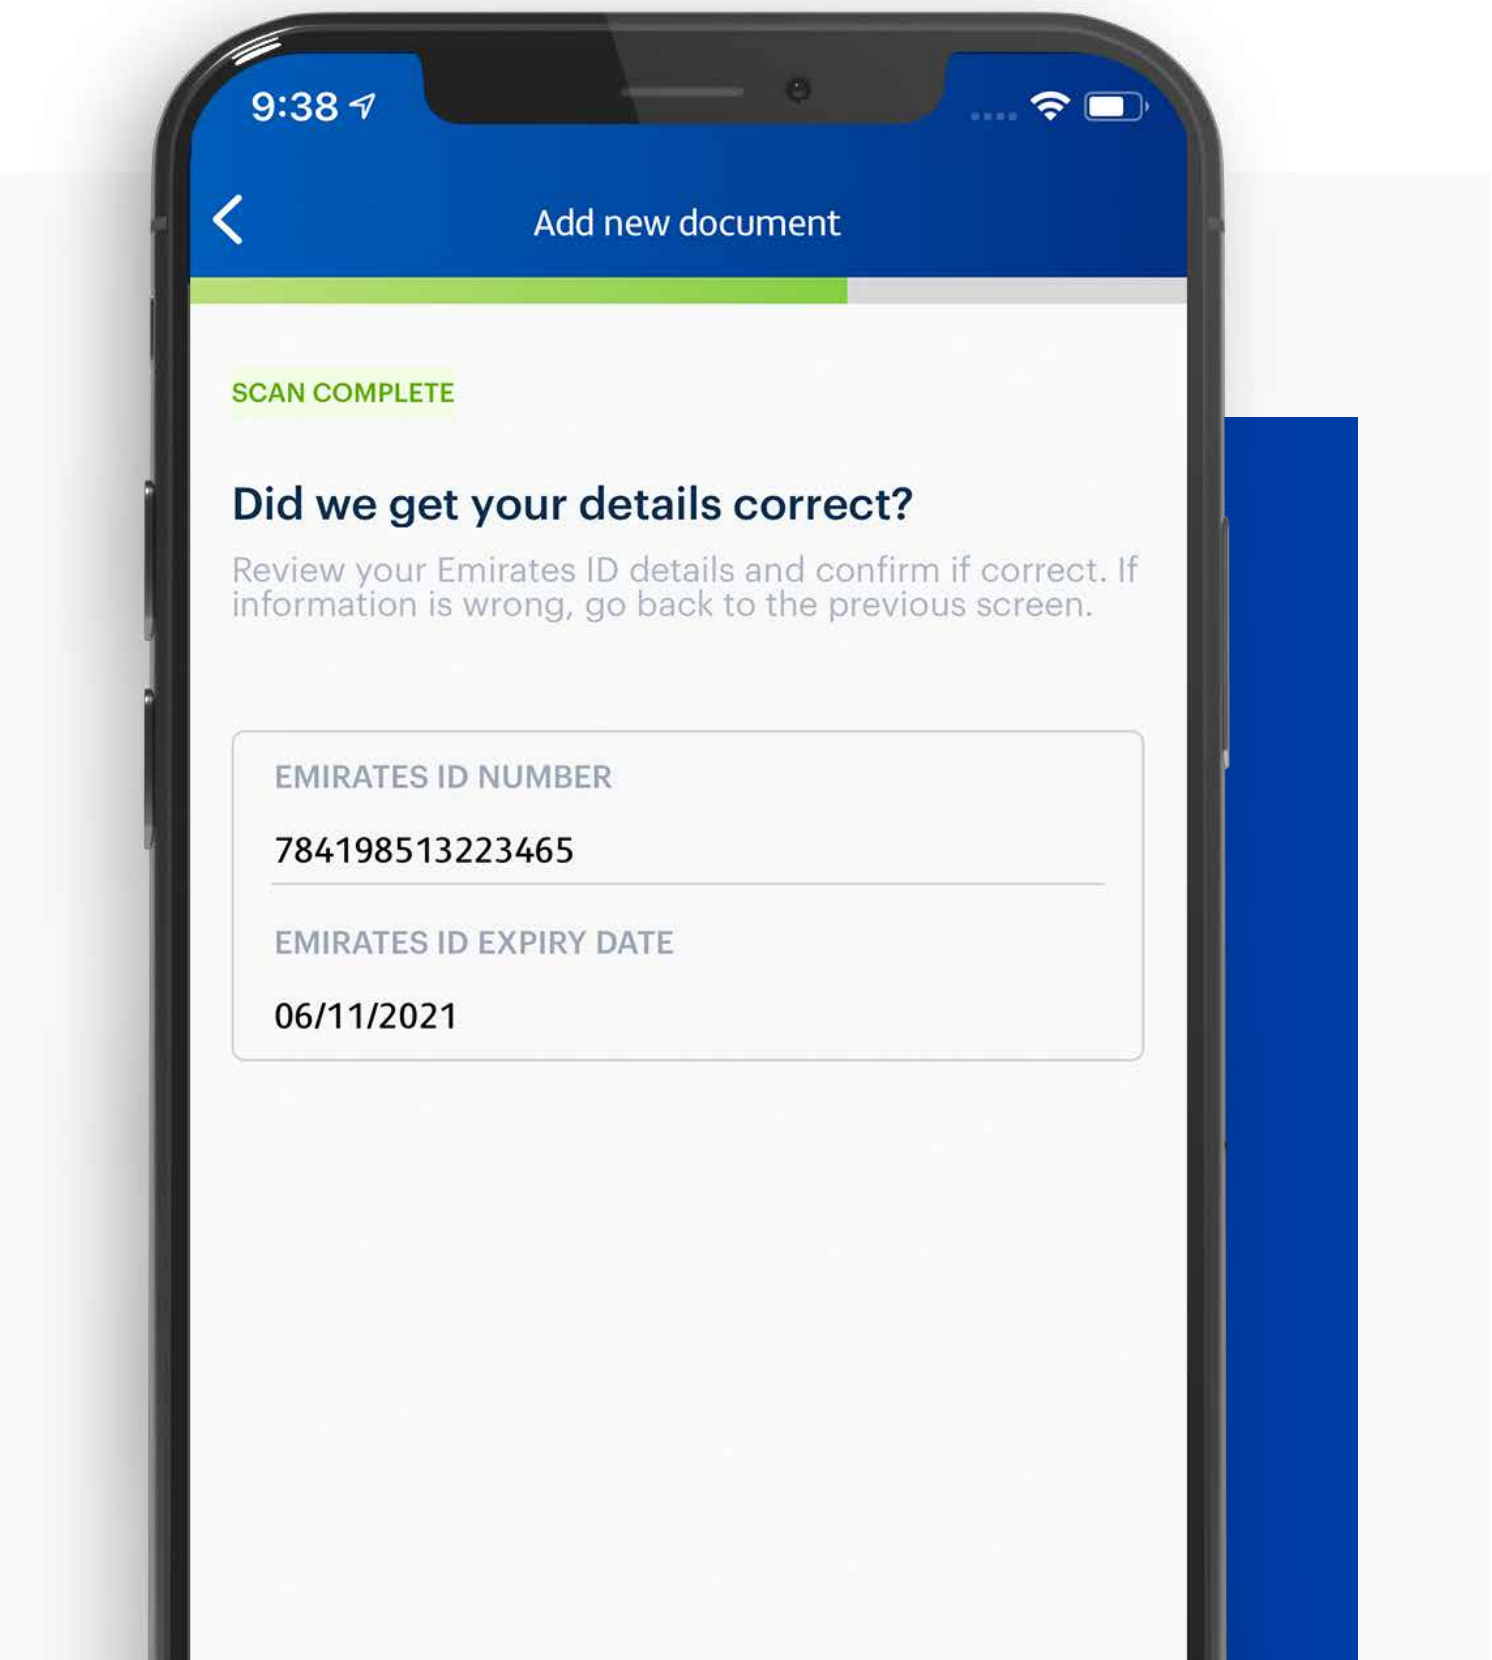 9:38
Add new document
SCAN COMPLETE
Did we get your details correct?
Review your Emirates ID details and confirm if correct. If
information is wrong, go back to the previous screen.
EMIRATES ID NUMBER
784198513223465
EMIRATES ID EXPIRY DATE
06/11/2021